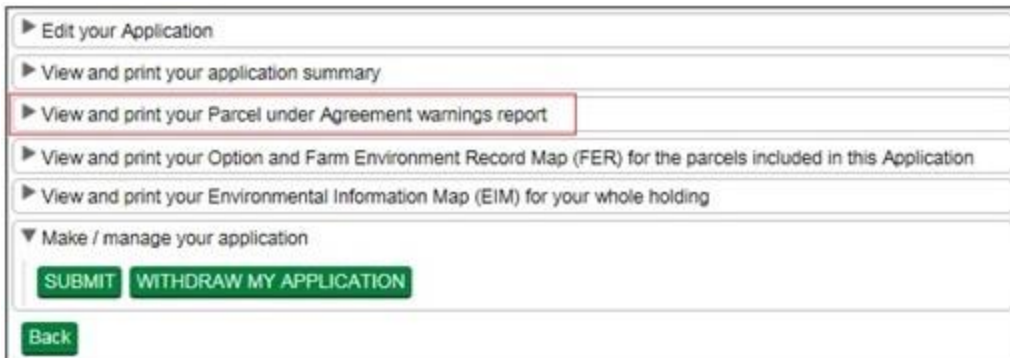 Edit your Application
View and print your application summary
View and print your Parcel under Agreement warnings report
View and print your Option and Farm Environment Record Map (FER) for the parcels included in this Application
View and print your Environmental Information Map (EIM) for your whole holding
Make / manage your application
SUBMIT WITHDRAW MY APPLICATION
Back